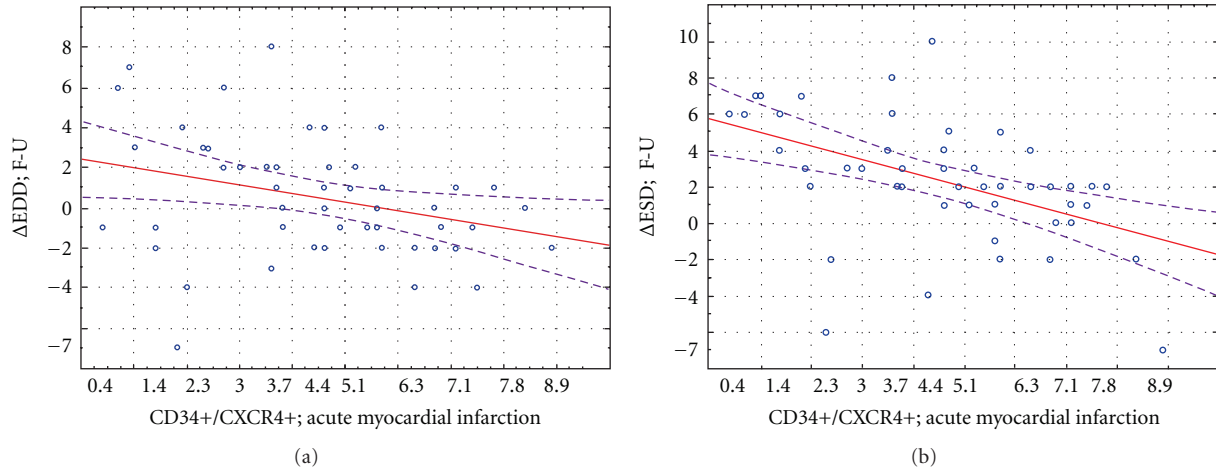 8
6
4
2
0
−2
−4
−7
ΔEDD; F-U
0.4 1.4 2.3 3 3.7 4.4 5.1 6.3 7.1 7.8 8.9
CD34+/CXCR4+; acute myocardial infarction
(a)
10
8
6
4
2
0
−2
−4
−7
ΔESD; F-U
0.4 1.4 2.3 3 3.7 4.4 5.1 6.3 7.1 7.8 8.9
CD34+/CXCR4+; acute myocardial infarction
(b)